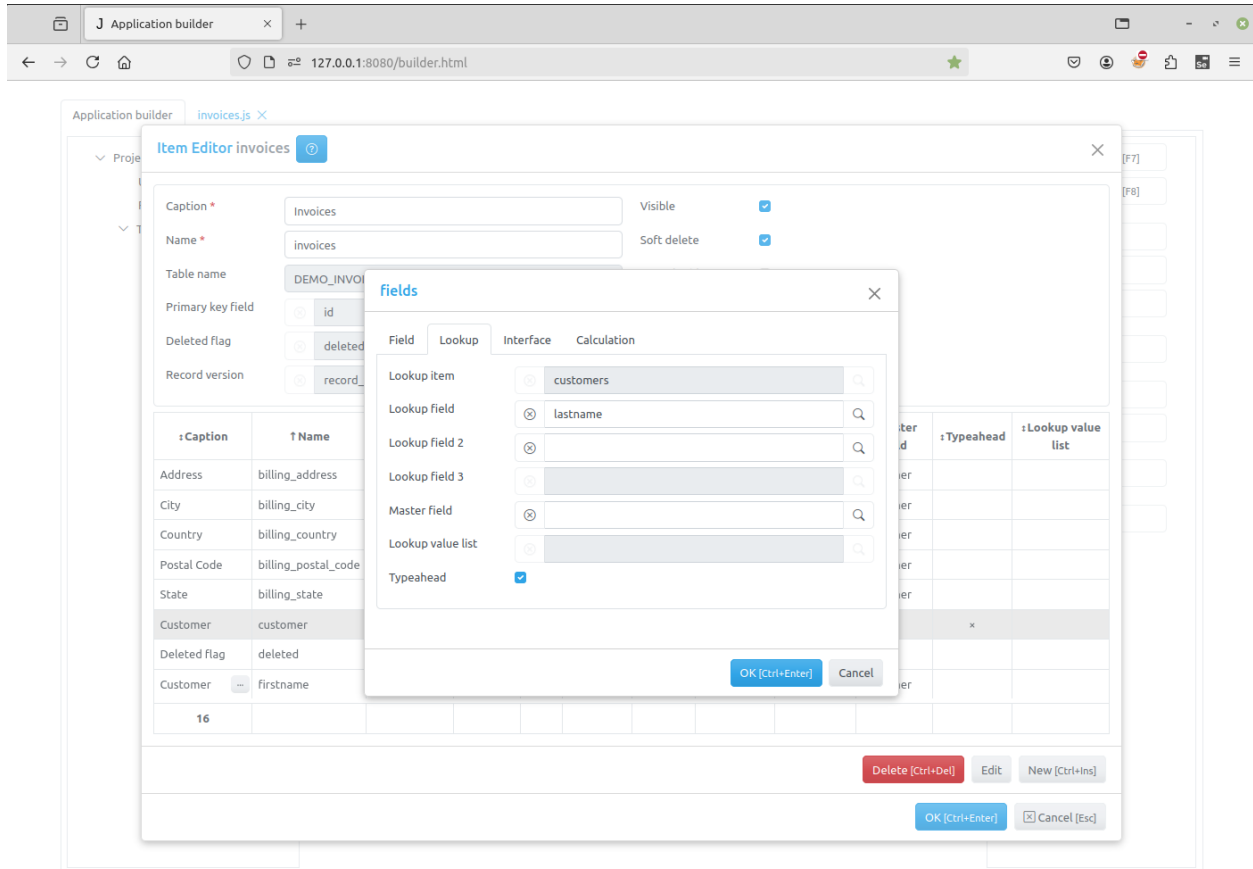 J Application builder
127.0.0.1:8080/builder.html
Se
Application builder
invoices.js
Item Editor invoices
[F7]
[F8]
Caption *
Invoices
Visible
Name *
invoices
Soft delete
Table name
Primary key field
id
Deleted flag
deleted
Record version
fields
Field
Lookup
Interface
Calculation
Lookup item
customers
Lookup field
lastname
Lookup field 2
Lookup field 3
Master field
Lookup value list
Typeahead
OK [Ctrl+Enter]
Cancel
Caption
Name
Typeahead
Lookup value
list
Address
billing_address
City
billing_city
Country
billing_country
Postal Code
billing_postal_code
State
billing_state
Customer
customer
×
Deleted flag
deleted
Customer
...
firstname
16
Delete [Ctrl+Del]
Edit
New [Ctrl+Ins]
OK [Ctrl+Enter]
Cancel [Esc]